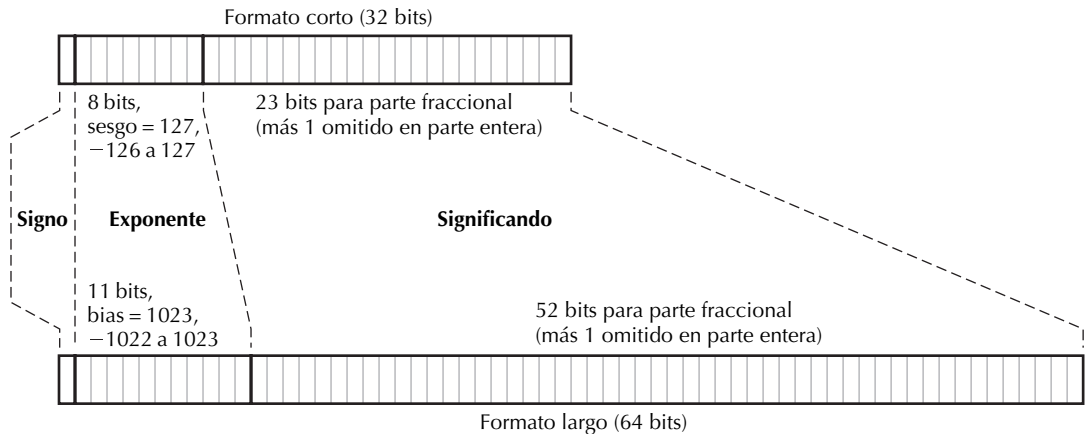 Formato corto (32 bits)
8 bits,
sesgo = 127,
−126 a 127
23 bits para parte fraccional
(más 1 omitido en parte entera)
Signo
Exponente
Significando
11 bits,
bias = 1023,
−1022 a 1023
52 bits para parte fraccional
(más 1 omitido en parte entera)
Formato largo (64 bits)